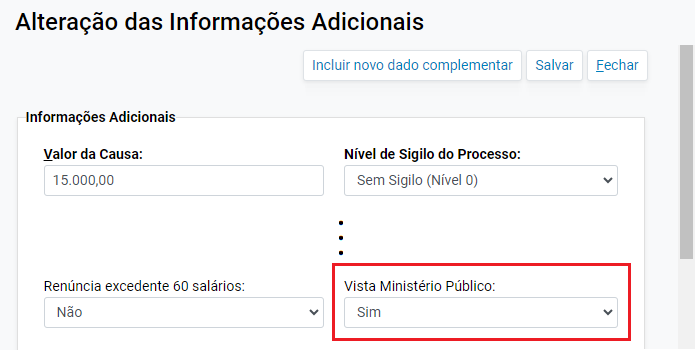 Alteração das Informações Adicionais
Incluir novo dado complementar Salvar Fechar
Informações Adicionais
Valor da Causa: Nível de Sigilo do Processo:
15.000,00 Sem Sigilo (Nível 0)
Renúncia excedente 60 salários: Vista Ministério Público:
Não Sim